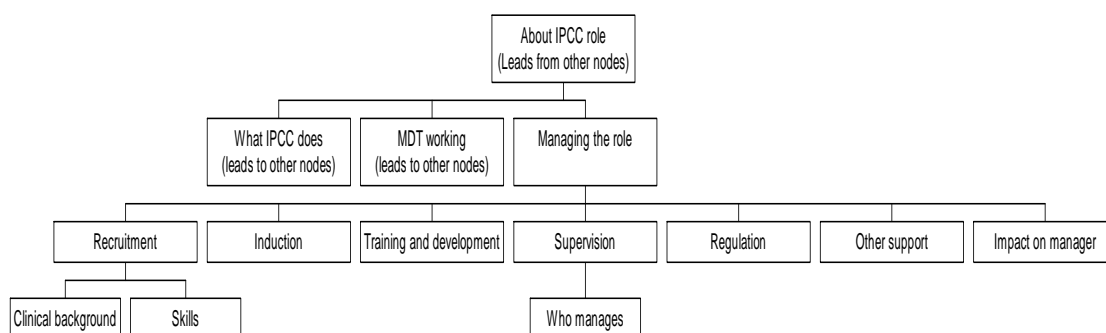 About IPCC role
(Leads from other nodes)
What IPCC does
(leads to other nodes)
MDT working
(leads to other nodes)
Managing the role
Recruitment
Induction
Training and development
Supervision
Regulation
Other support
Impact on manager
Clinical background
Skills
Who manages